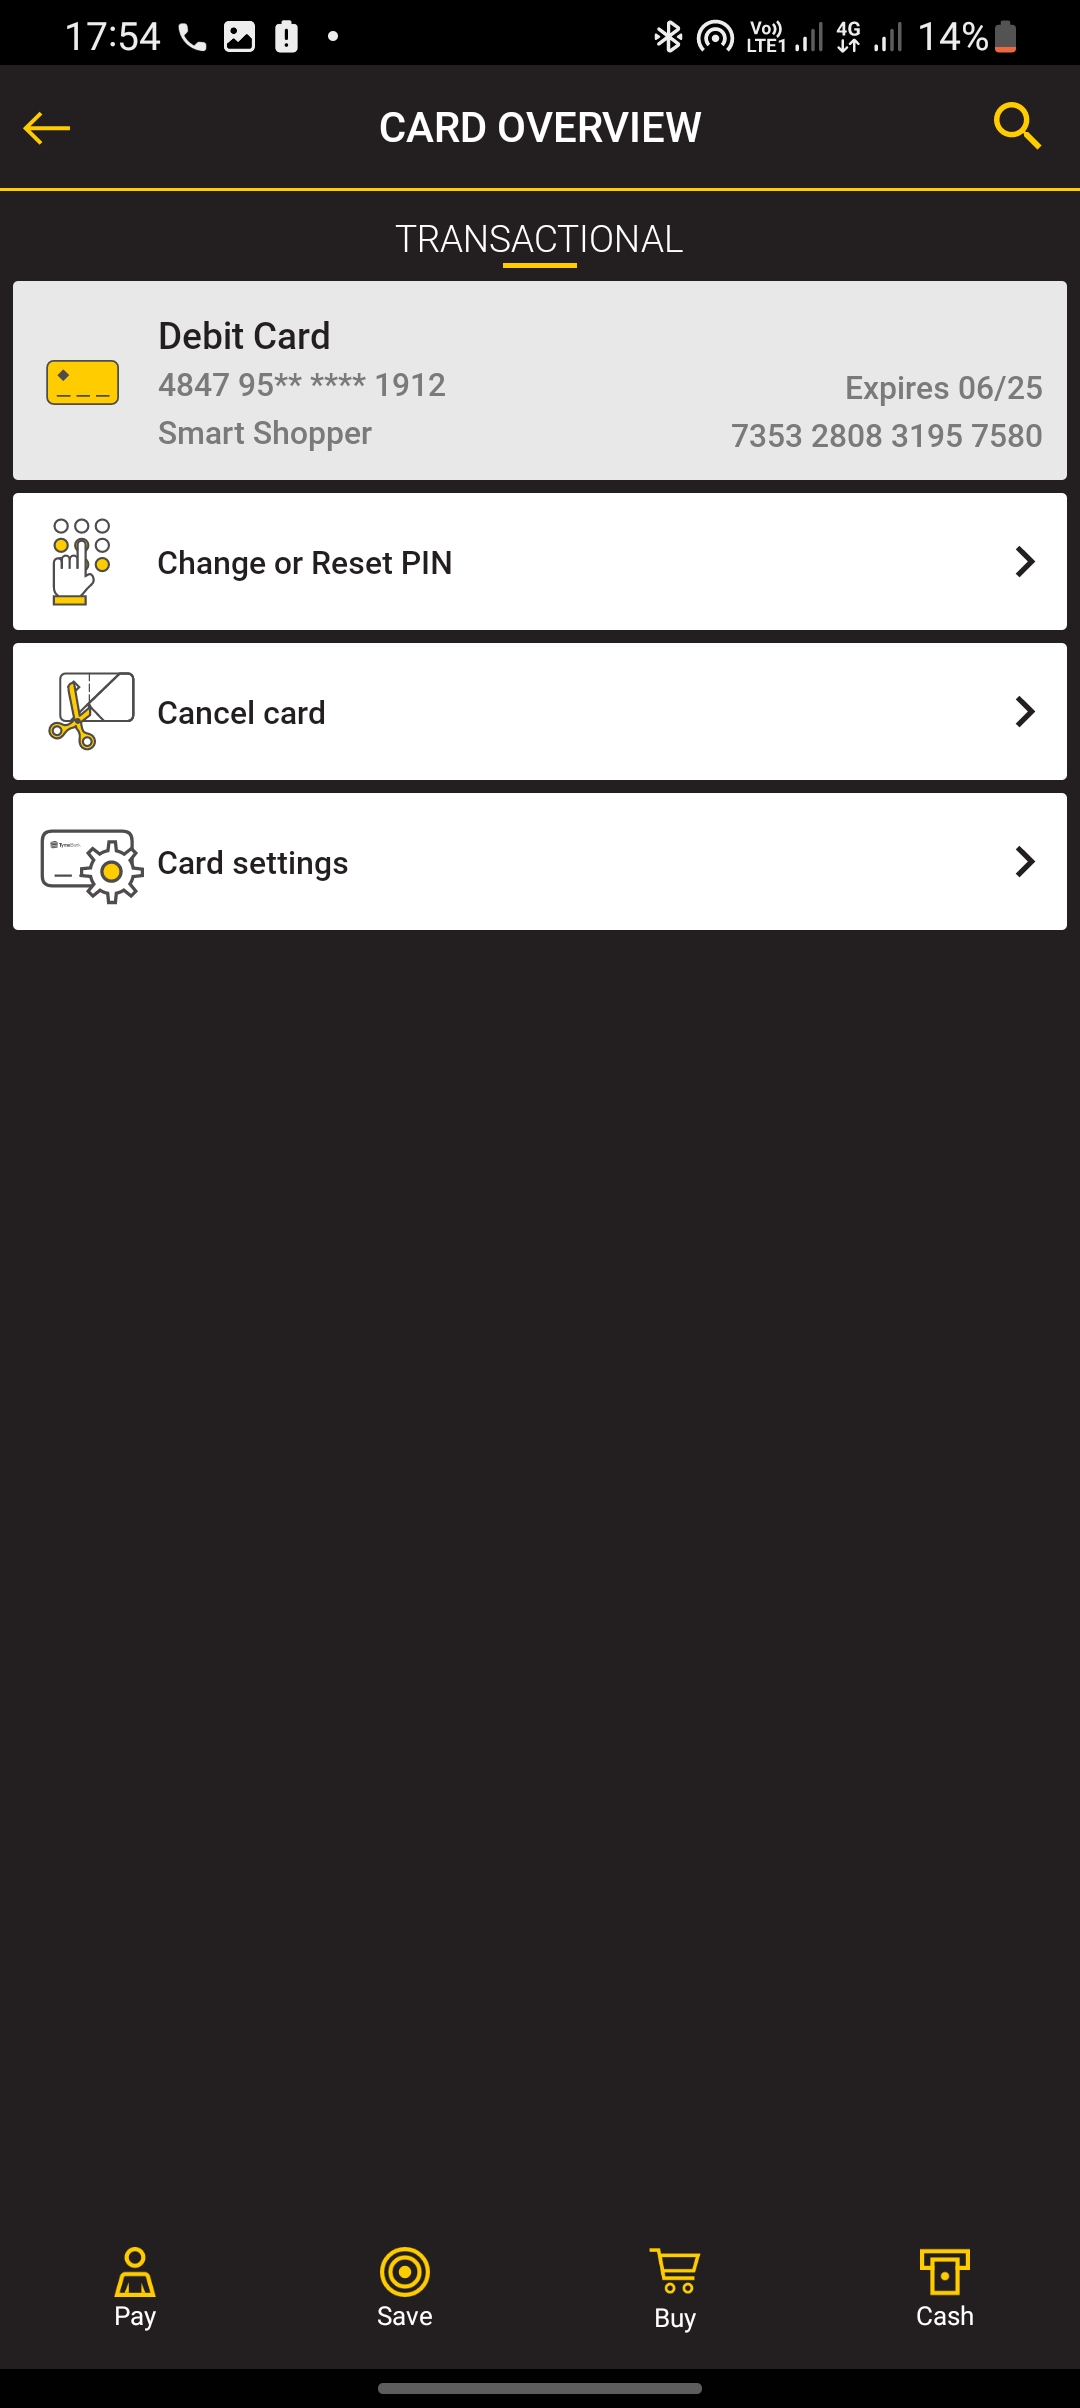 17:54
Vo)) LTE1 4G 14%
CARD OVERVIEW
TRANSACTIONAL
Debit Card
4847 95** **** 1912
Expires 06/25
Smart Shopper
7353 2808 3195 7580
Change or Reset PIN
Cancel card
TymeBank
Card settings
Pay
Save
Buy
Cash